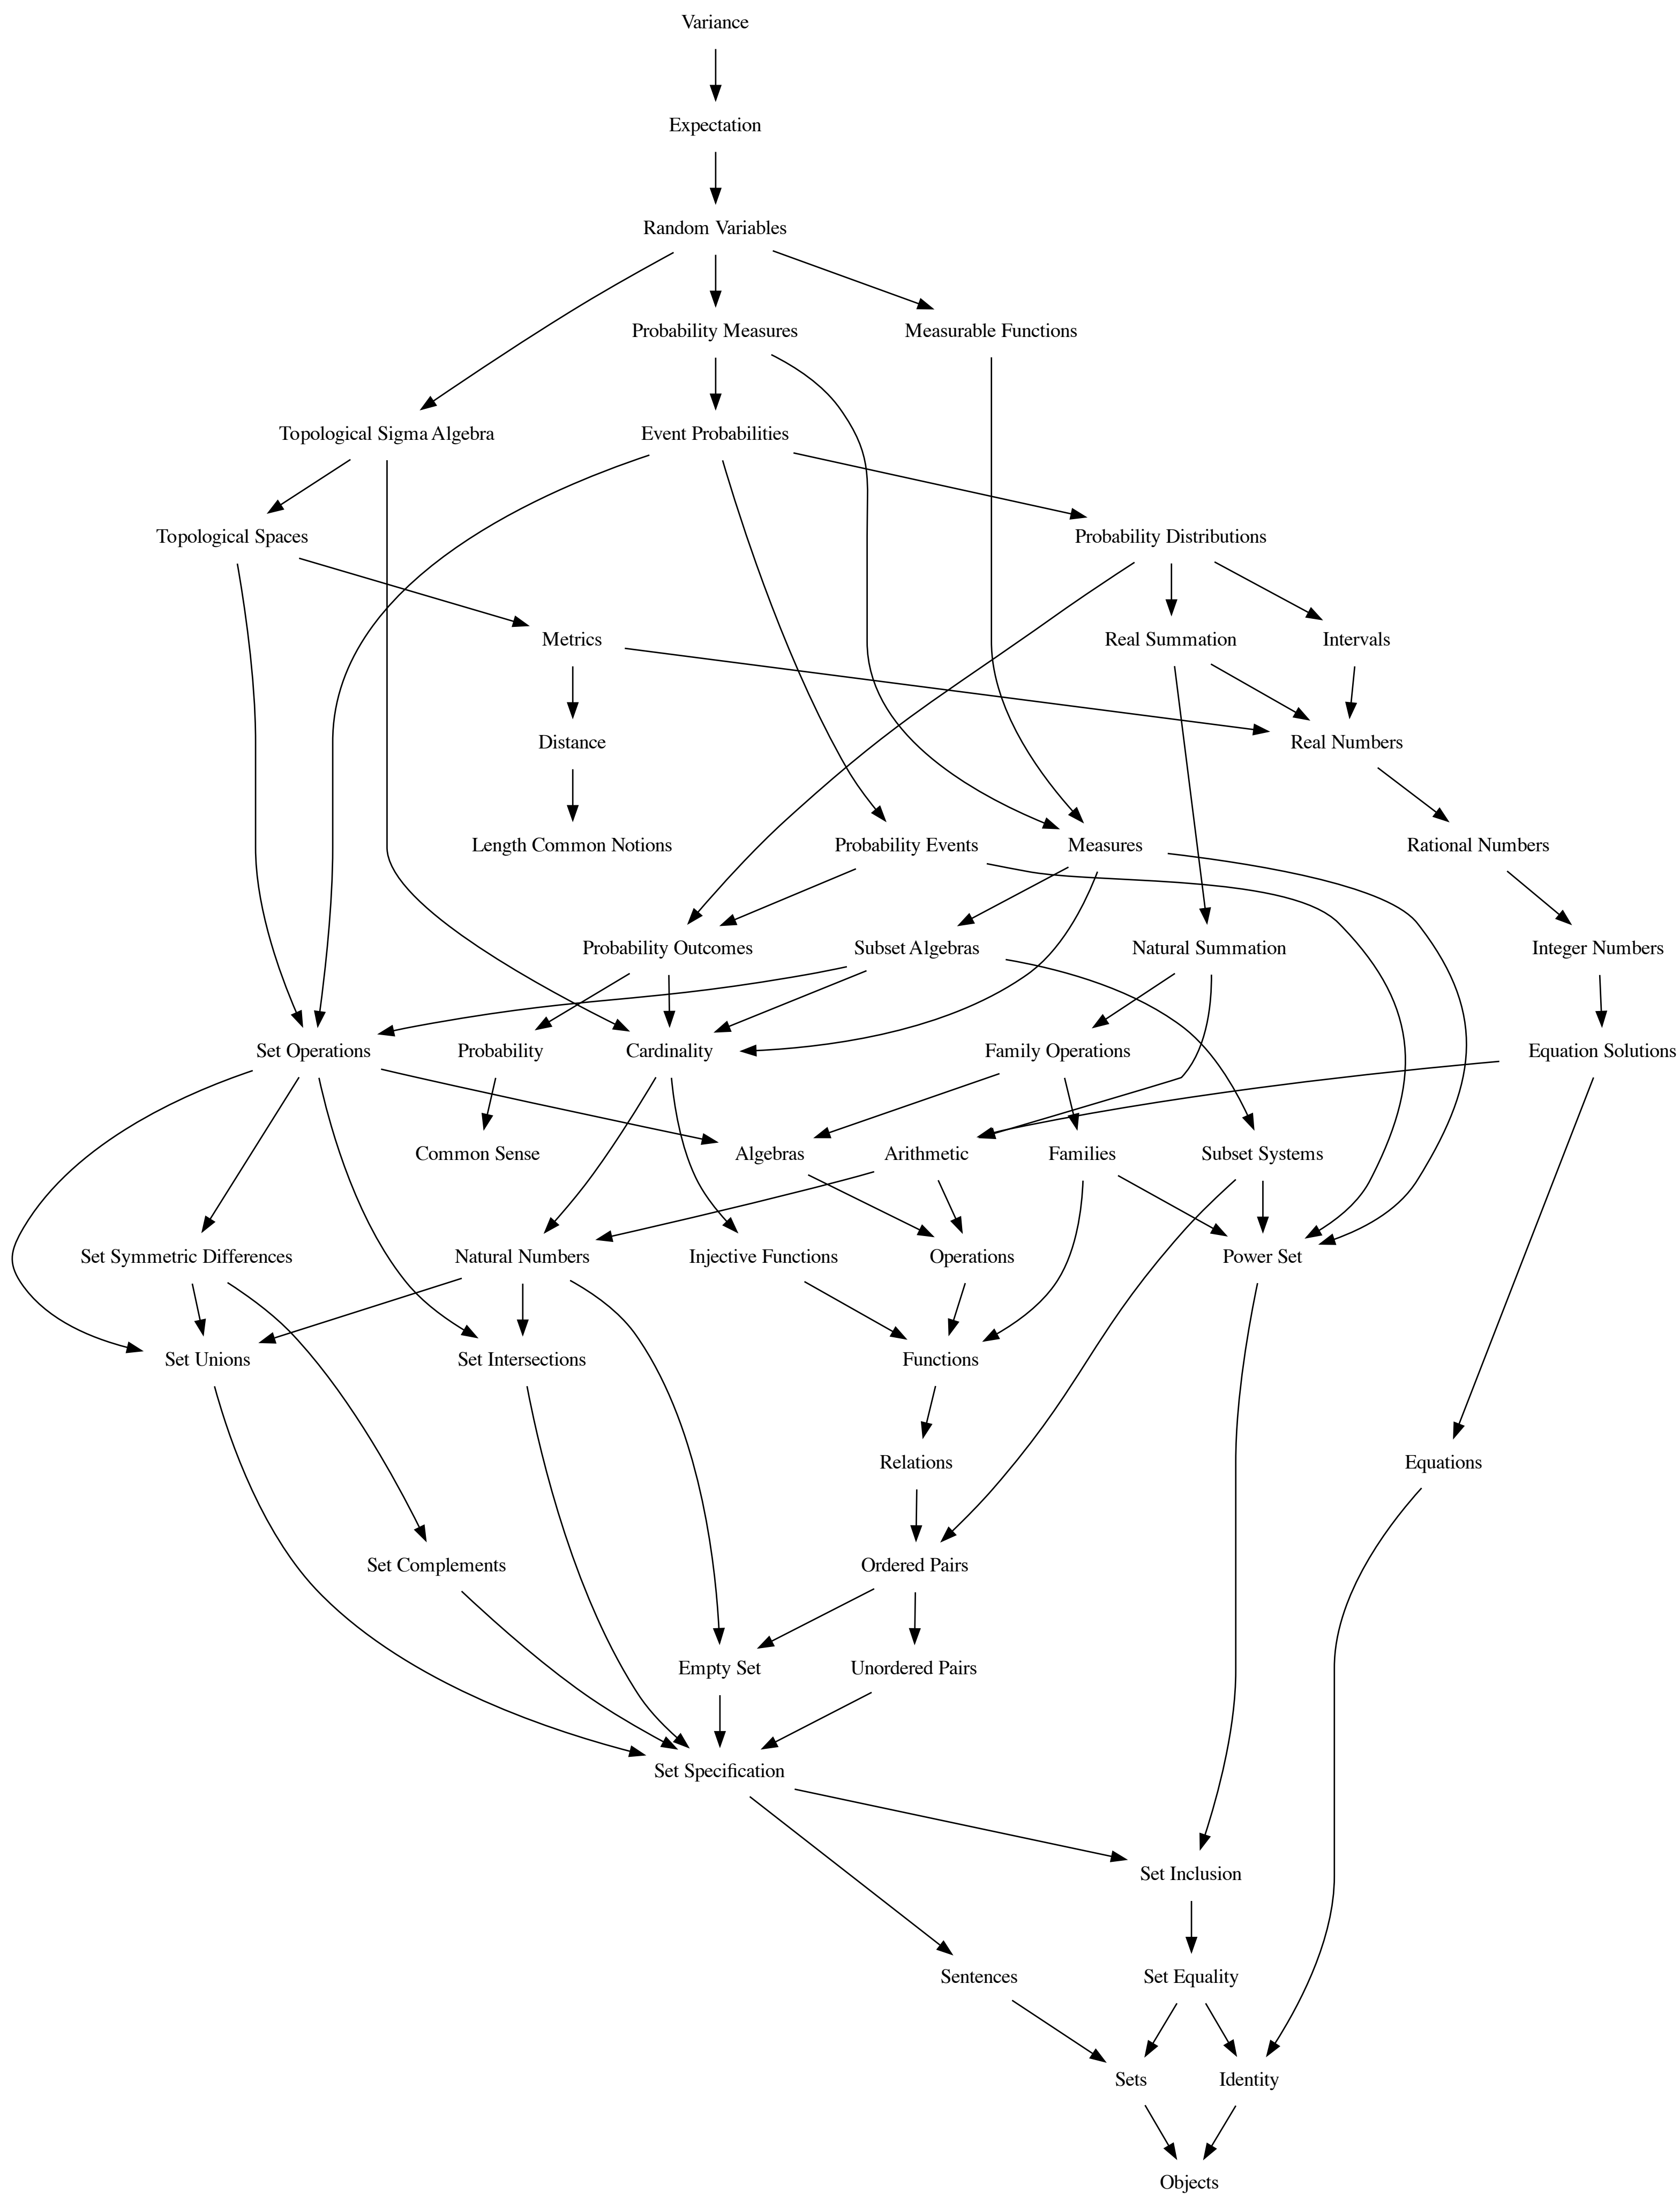 Variance
Expectation
Random Variables
Probability Measures
Measurable Functions
Topological Sigma Algebra
Event Probabilities
Topological Spaces
Probability Distributions
Metrics
Real Summation
Intervals
Distance
Real Numbers
Length Common Notions
Probability Events
Measures
Rational Numbers
Probability Outcomes
Subset Algebras
Natural Summation
Integer Numbers
Set Operations
Probability
Cardinality
Family Operations
Equation Solutions
Common Sense
Algebras
Arithmetic
Families
Subset Systems
Set Symmetric Differences
Natural Numbers
Injective Functions
Operations
Power Set
Set Unions
Set Intersections
Functions
Relations
Equations
Set Complements
Ordered Pairs
Empty Set
Unordered Pairs
Set Specification
Set Inclusion
Sentences
Set Equality
Sets
Identity
Objects